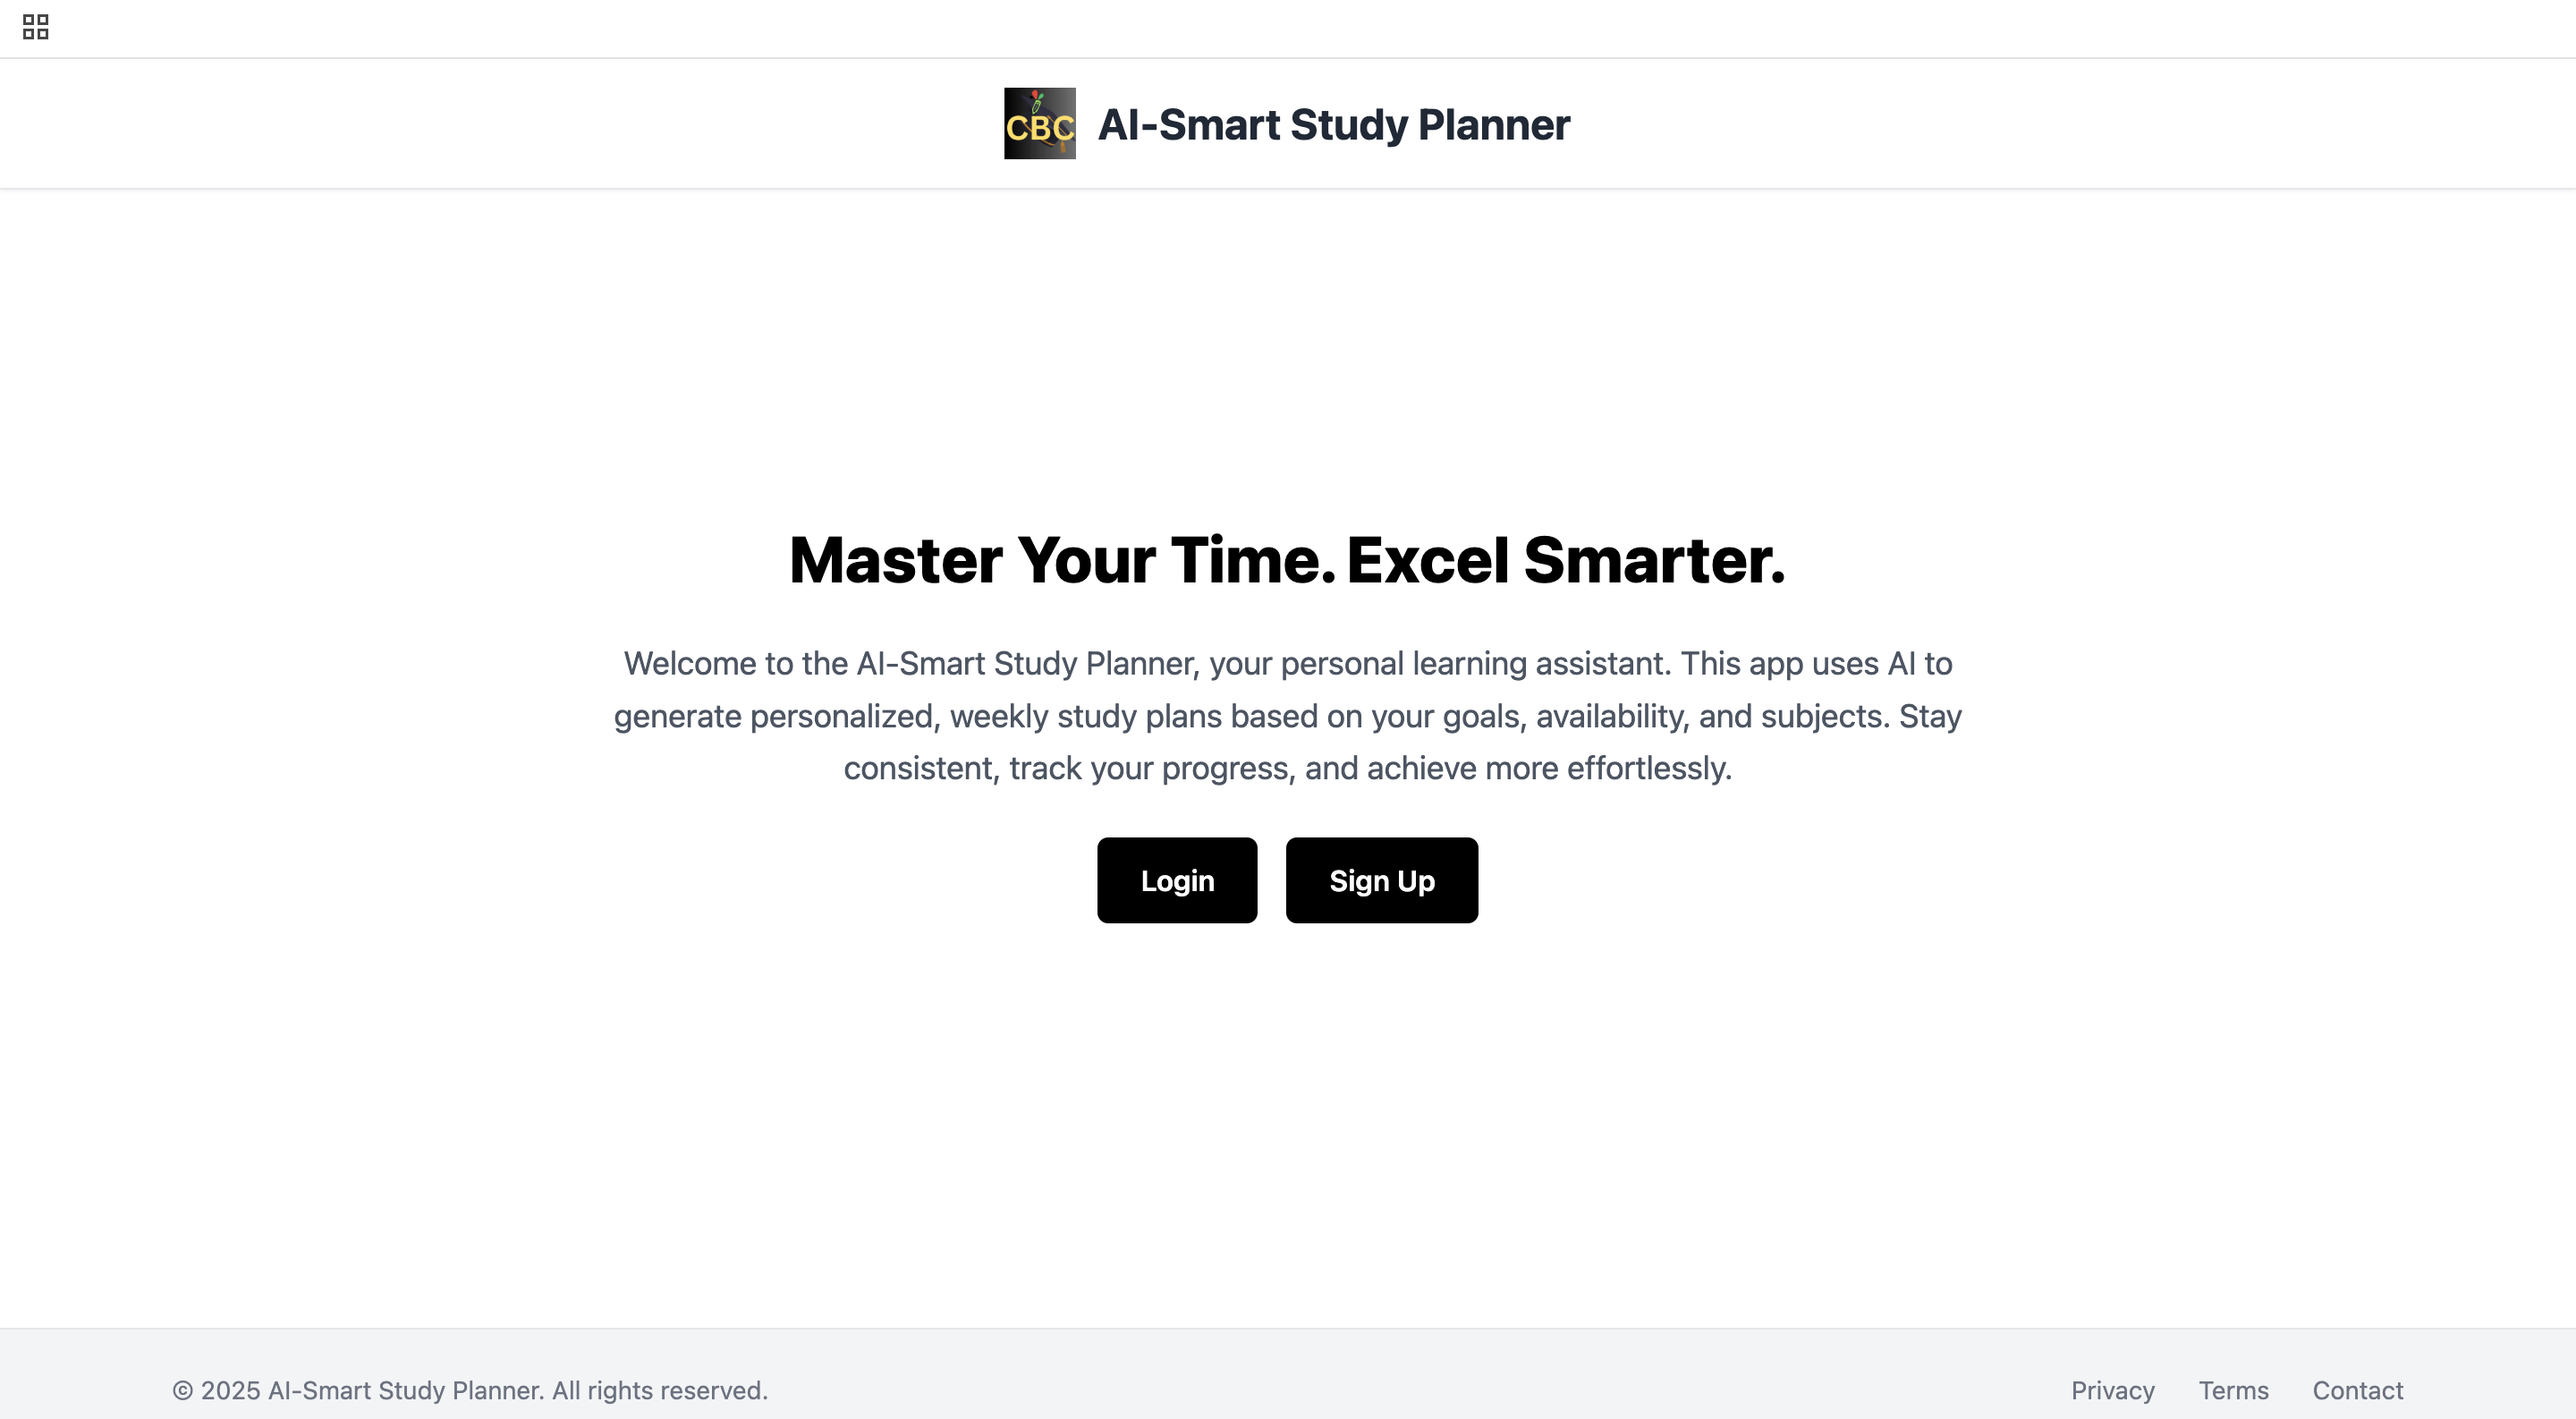 CBC
AI-Smart Study Planner
Master Your Time. Excel Smarter.
Welcome to the AI-Smart Study Planner, your personal learning assistant. This app uses AI to
generate personalized, weekly study plans based on your goals, availability, and subjects. Stay
consistent, track your progress, and achieve more effortlessly.
Login
Sign Up
© 2025 AI-Smart Study Planner. All rights reserved.
Privacy
Terms
Contact